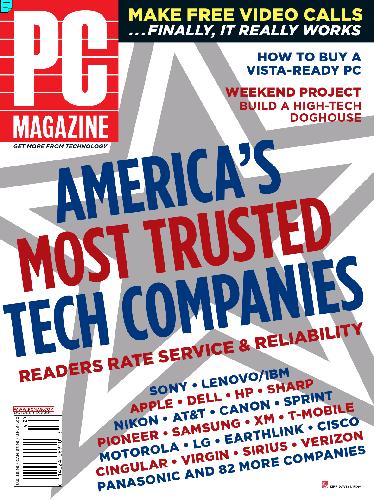 MAKE FREE VIDEO CALLS
...FINALLY, IT REALLY WORKS
PC
MAGAZINE
GET MORE FROM TECHNOLOGY
HOW TO BUY A
VISTA-READY PC
WEEKEND PROJECT
BUILD A HIGH-TECH
DOGHOUSE
AMERICA'S
MOST TRUSTED
TECH COMPANIES
READERS RATE SERVICE & RELIABILITY
SONY • LENOVO/IBM
APPLE • DELL • HP • SHARP
NIKON • AT&T • CANON • SPRINT
PIONEER • SAMSUNG • XM • T-MOBILE
MOTOROLA • LG • EARTHLINK • CISCO
CINGULAR • VIRGIN • SIRIUS • VERIZON
PANASONIC AND 82 MORE COMPANIES